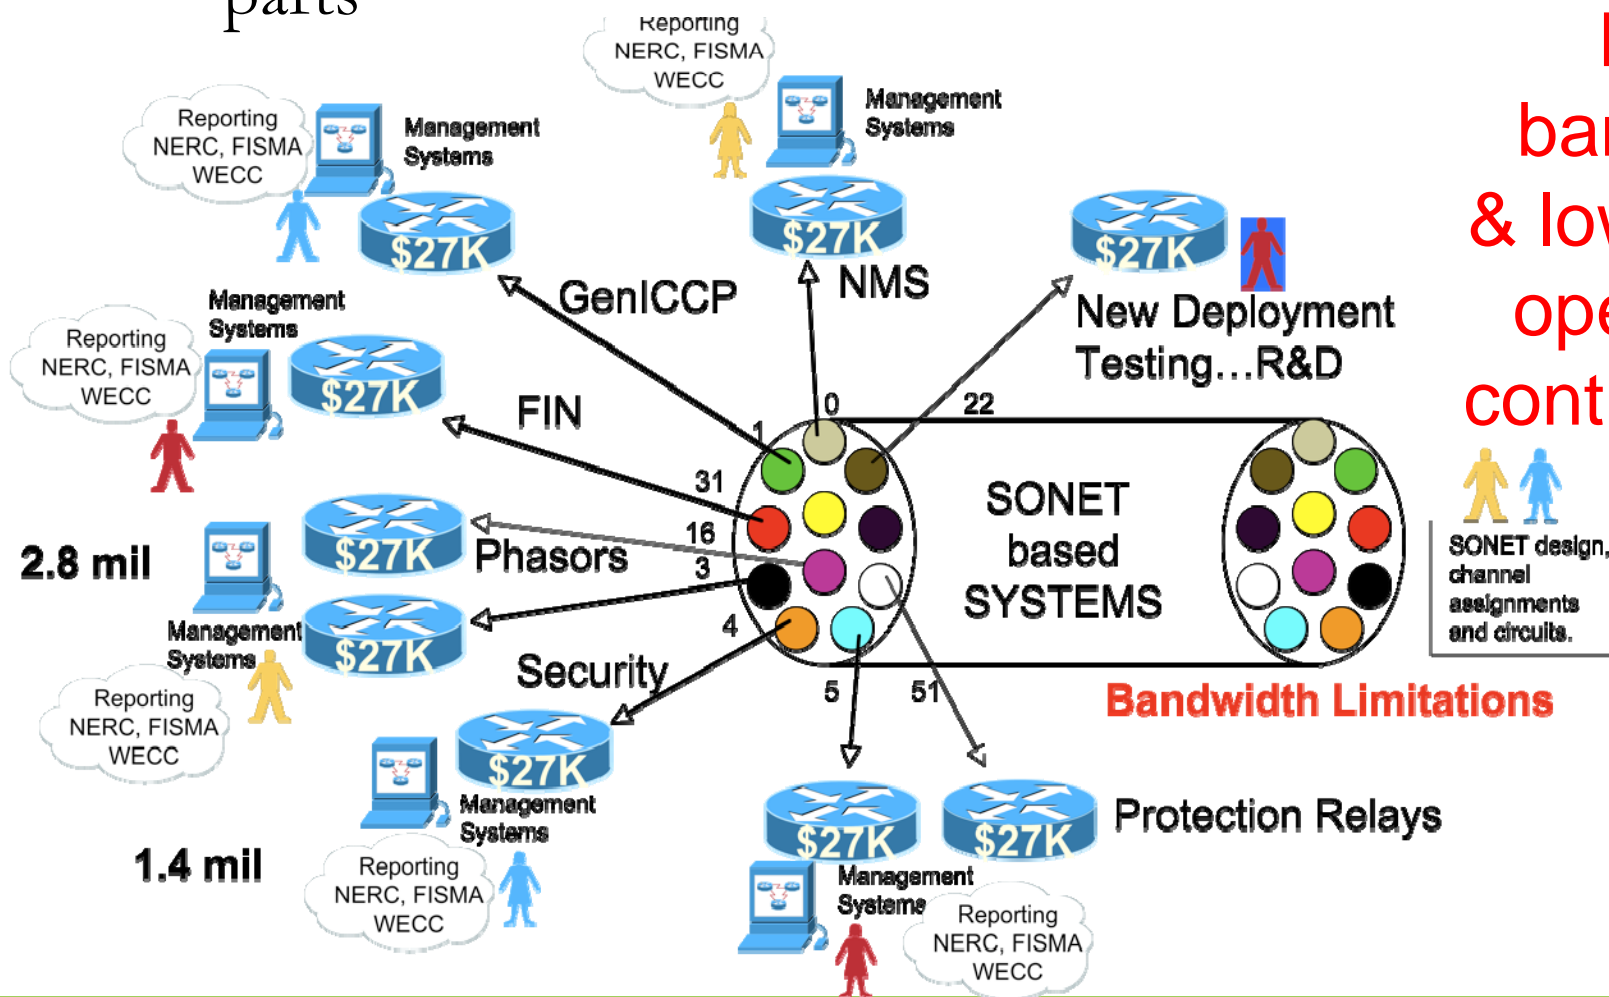 parts
Reporting
NERC, FISMA
WECC
Management
Systems
Reporting
NERC, FISMA
WECC
Management
Systems
$27K
$27K
$27K
& low
cont
GenICCP
NMS
New Deployment
Testing...R&D
Management
Systems
Reporting
NERC, FISMA
WECC
$27K
FIN
0
22
1
31
16
3
4
5
51
SONET
based
SYSTEMS
2.8 mil
$27K
Phasors
$27K
Management
Systems
Reporting
NERC, FISMA
WECC
Security
SONET design,
channel
assignments
and circuits.
Bandwidth Limitations
$27K
Management
Systems
1.4 mil
Reporting
NERC, FISMA
WECC
$27K
$27K
Protection Relays
Management
Systems
Reporting
NERC, FISMA
WECC